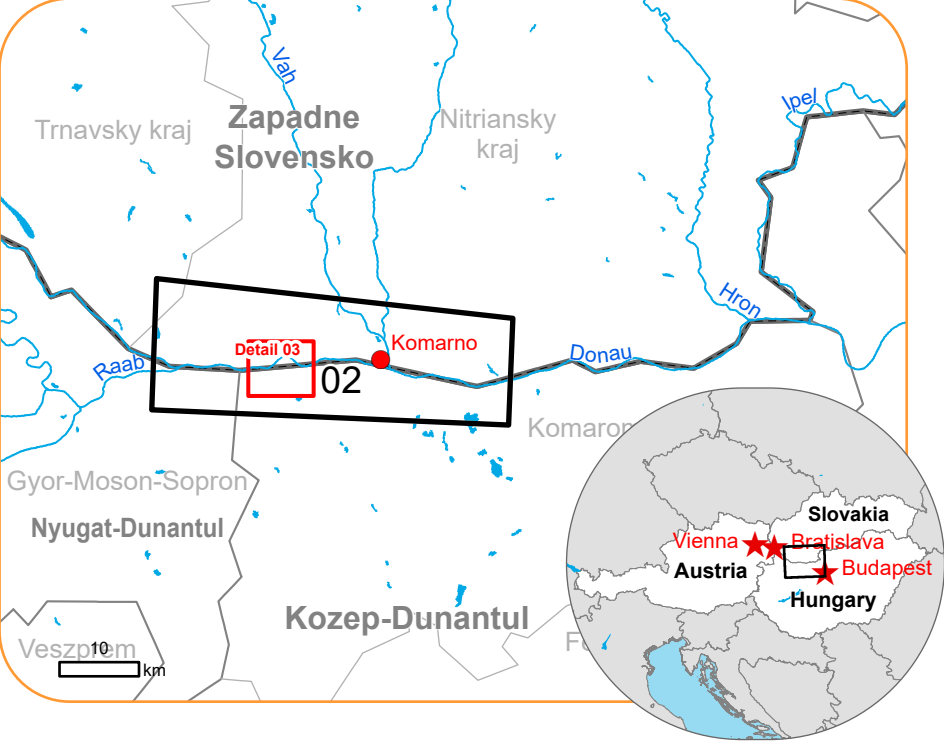 Vah
Ipel
Zapadne
Slovensko
Trnavsky kraj
Nitriansky
kraj
Hron
Komarno
Detail 03
Raab
Donau
02
Komarom
Gyor-Moson-Sopron
Nyugat-Dunantul
Slovakia
Vienna
Bratislava
Austria
Budapest
Hungary
Kozep-Dunantul
Veszprem
10
km